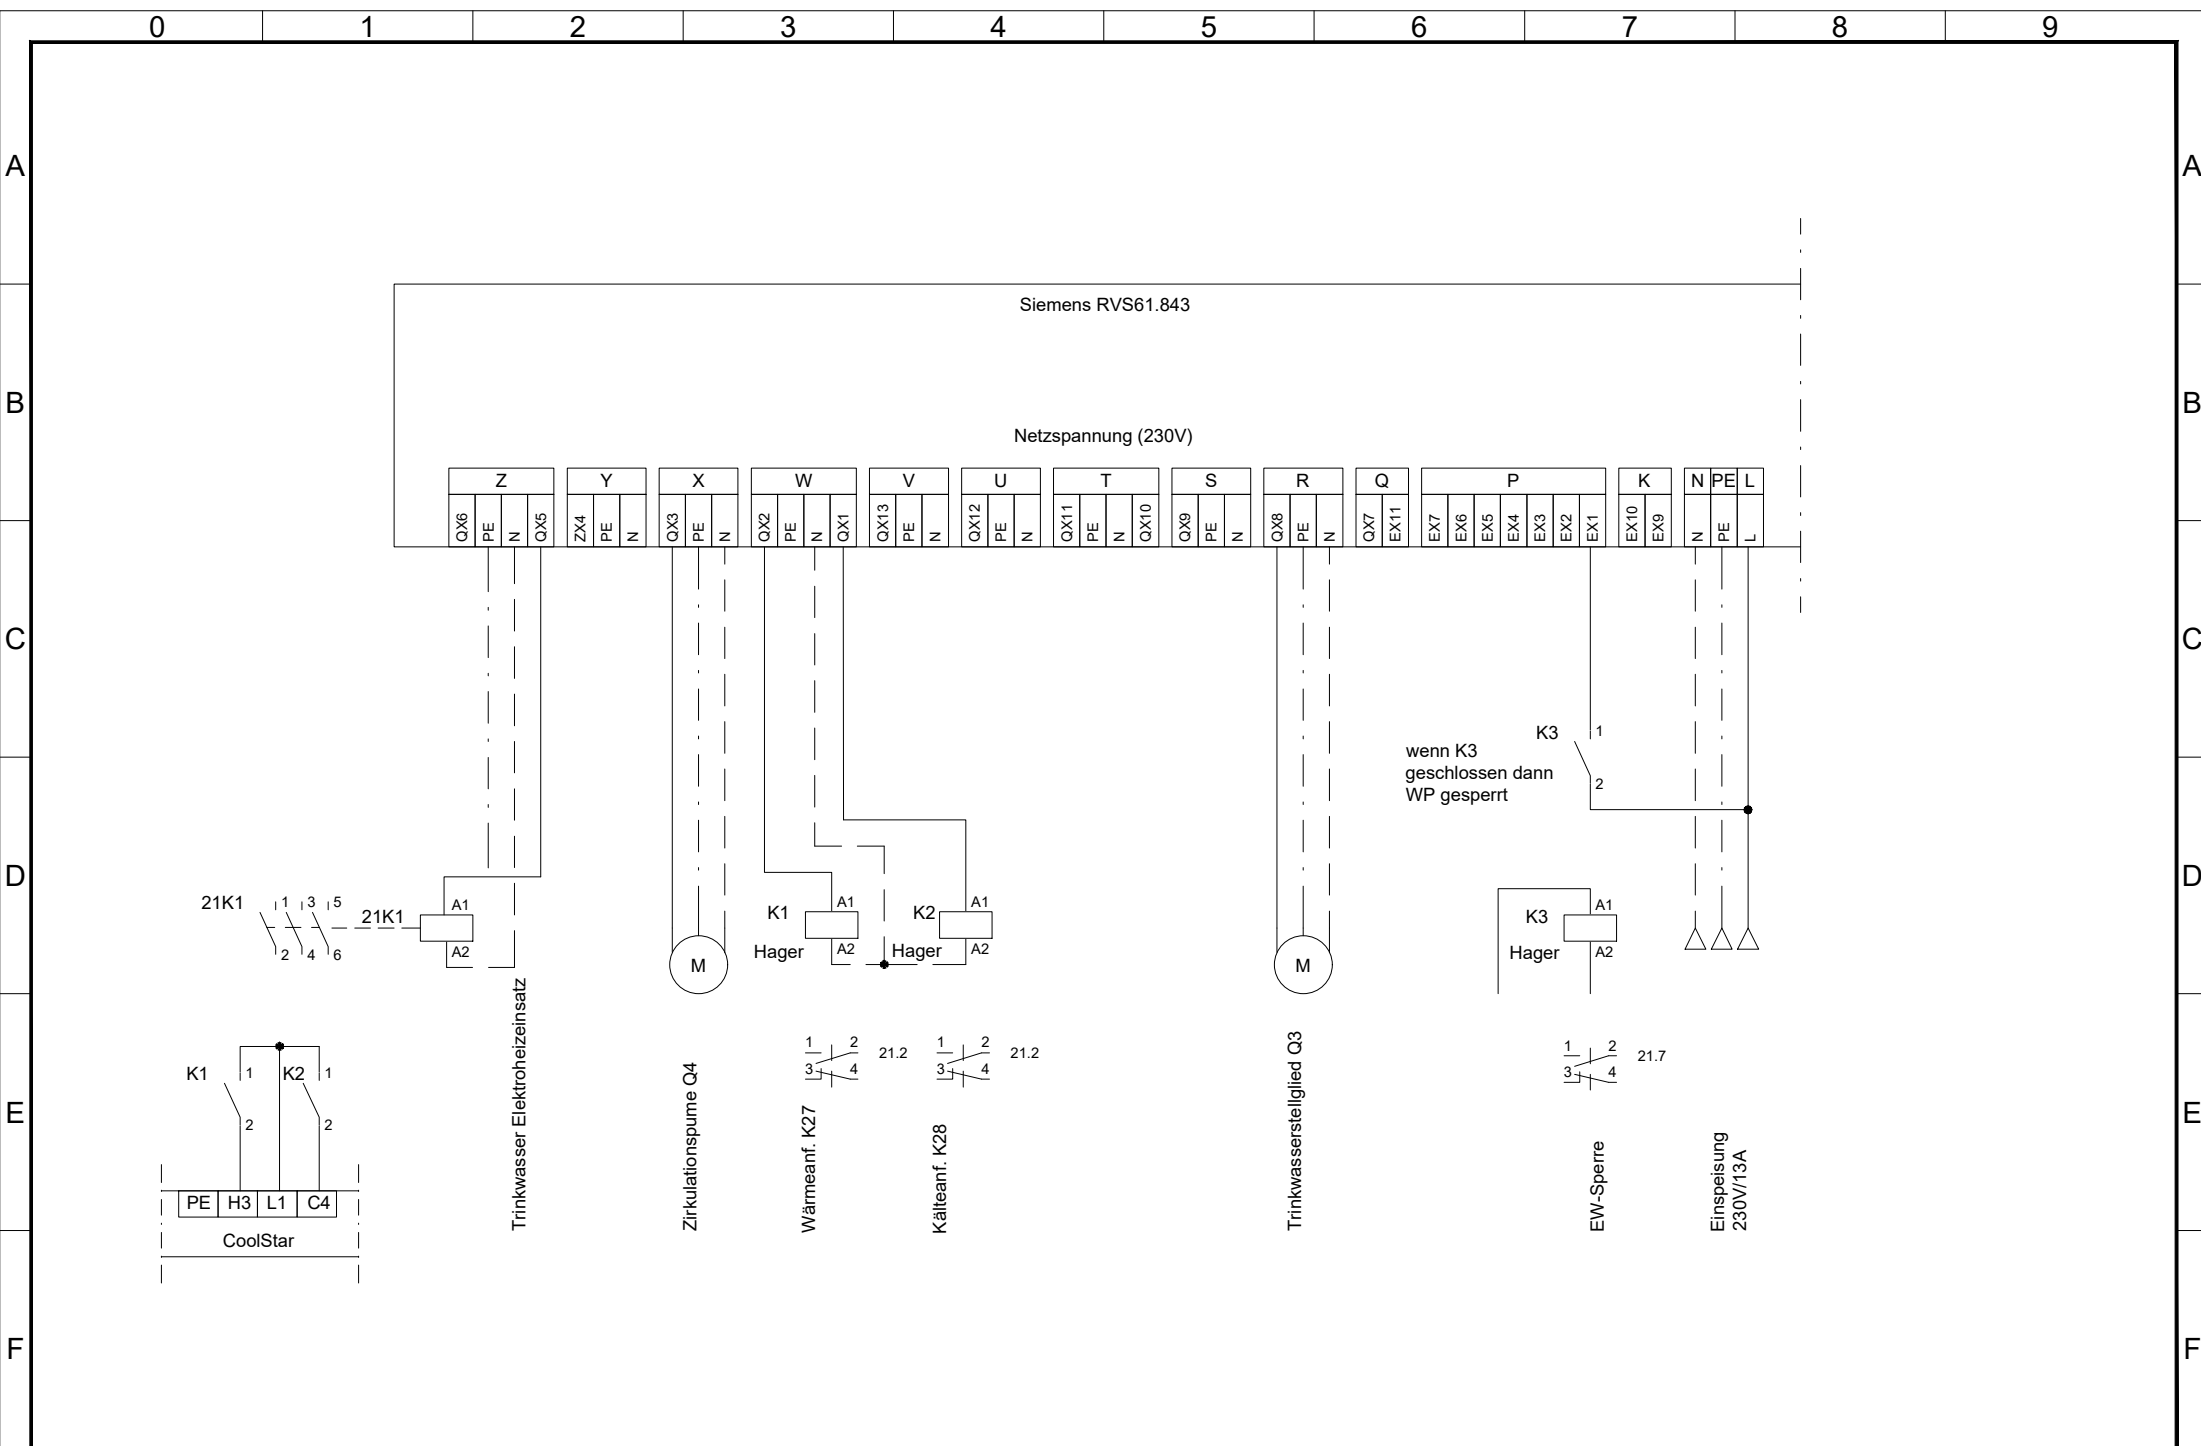 0 1 2 3 4 5 6 7 8 9
A A
Siemens RVS61.843
B B
Netzspannung (230V)
Z Y X W V U T S R Q P K N PE L
QX6 PE N QX5 ZX4 PE N QX3 PE N QX2 PE N QX1 QX13 PE N QX12 PE N QX11 PE N QX10 QX9 PE N QX8 PE N QX7 EX11 EX7 EX6 EX5 EX4 EX3 EX2 EX1 EX10 EX9 N PE L
C C
K3 1
2
wenn K3
geschlossen dann
WP gesperrt
D D
21K1 1 3 5
2 4 6
21K1 A1
A2
M
K1 A1
Hager A2
K2 A1
Hager A2
M
K3 A1
Hager A2
Trinkwasser Elektroheizeinsatz
Zirkulationspume Q4
1 2
3 4
21.2
Wärmeanf. K27
1 2
3 4
21.2
Kälteanf. K28
Trinkwasserstellglied Q3
1 2
3 4
21.7
EW-Sperre
Einspeisung
230V/13A
E E
K1 1
2
K2 1
2
PE H3 L1 C4
CoolStar
F F